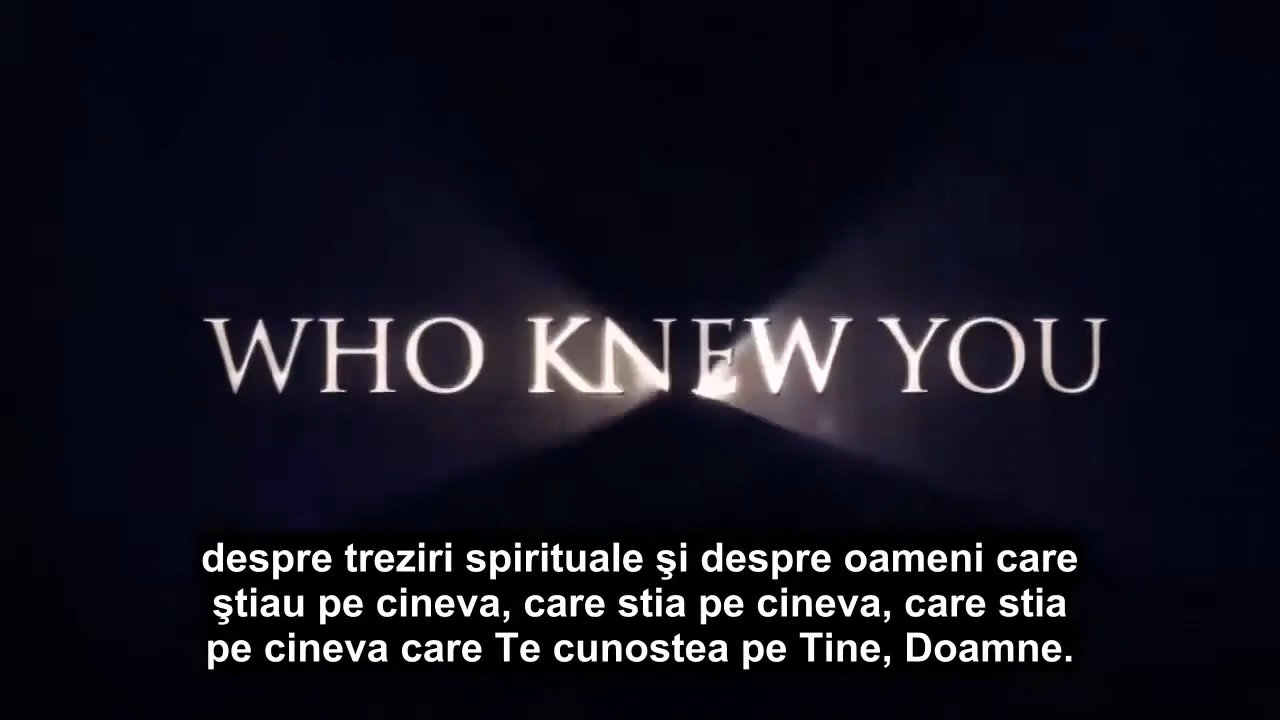 WHO KNEW YOU
despre treziri spirituale şi despre oameni care
ştiau pe cineva, care stia pe cineva, care stia
pe cineva care Te cunostea pe Tine, Doamne.